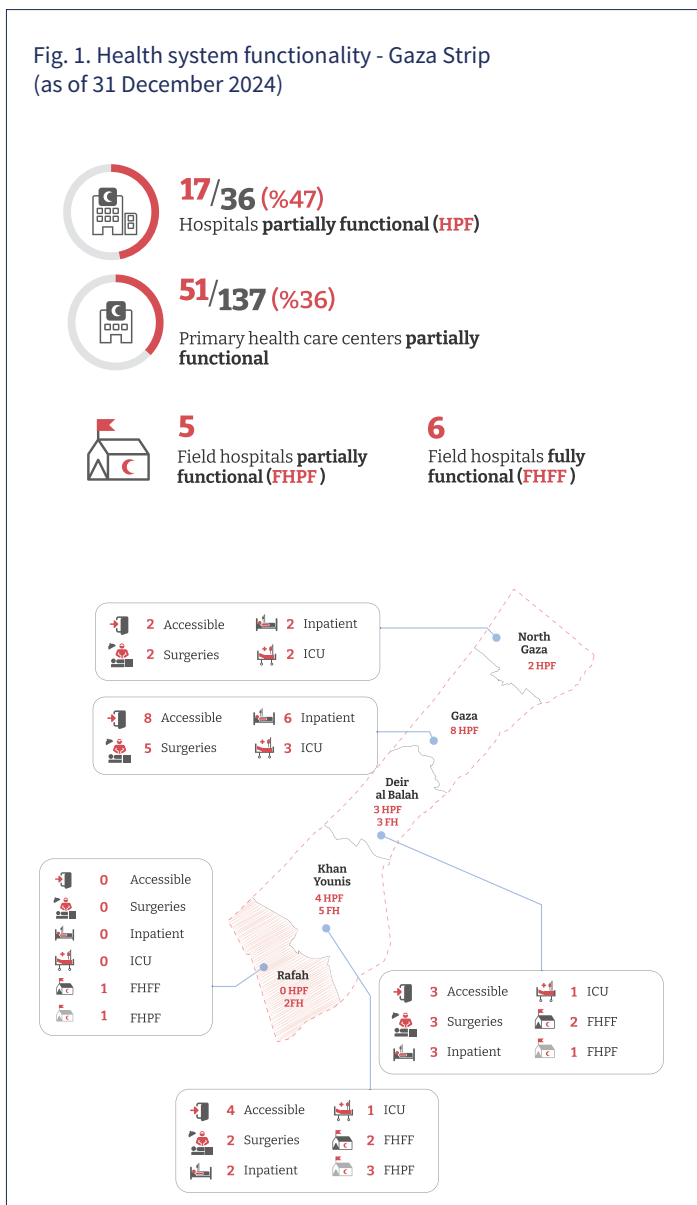 Fig. 1. Health system functionality - Gaza Strip
(as of 31 December 2024)
17/36 (%47)
Hospitals partially functional (HPF)
51/137 (%36)
Primary health care centers partially
functional
5
Field hospitals partially
functional (FHPF )
6
Field hospitals fully
functional (FHFF )
2 Accessible 2 Inpatient
2 Surgeries 2 ICU
North
Gaza
2 HPF
8 Accessible 6 Inpatient
5 Surgeries 3 ICU
Gaza
8 HPF
Deir
al Balah
3 HPF
3 FH
Khan
Younis
4 HPF
5 FH
0 Accessible
0 Surgeries
0 Inpatient
0 ICU
1 FHFF
1 FHPF
Rafah
0 HPF
2FH
3 Accessible 1 ICU
3 Surgeries 2 FHFF
3 Inpatient 1 FHPF
4 Accessible 1 ICU
2 Surgeries 2 FHFF
2 Inpatient 3 FHPF